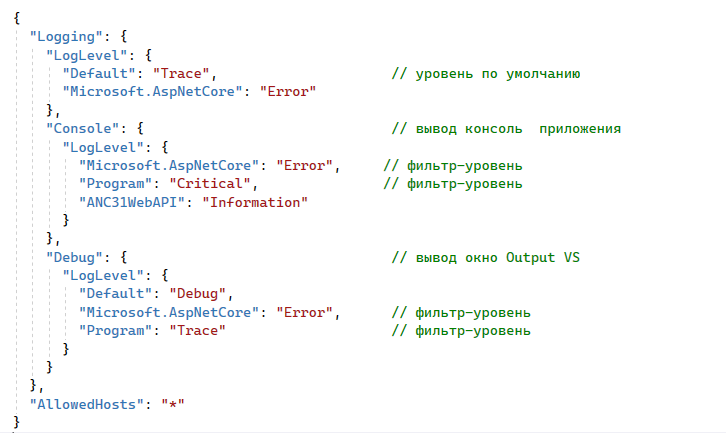 {
  "Logging": {
    "LogLevel": {
      "Default": "Trace",                     // уровень по умолчанию
      "Microsoft.AspNetCore": "Error"
    },
    "Console": {                              // вывод консоль  приложения
      "LogLevel": {
        "Microsoft.AspNetCore": "Error",     // фильтр-уровень
        "Program": "Critical",               // фильтр-уровень
        "ANC31WebAPI": "Information"
      }
    },
    "Debug": {                                // вывод окно Output VS
      "LogLevel": {
        "Default": "Debug",
        "Microsoft.AspNetCore": "Error",      // фильтр-уровень
        "Program": "Trace"                    // фильтр-уровень
      }
    }
  },
  "AllowedHosts": "*"
}